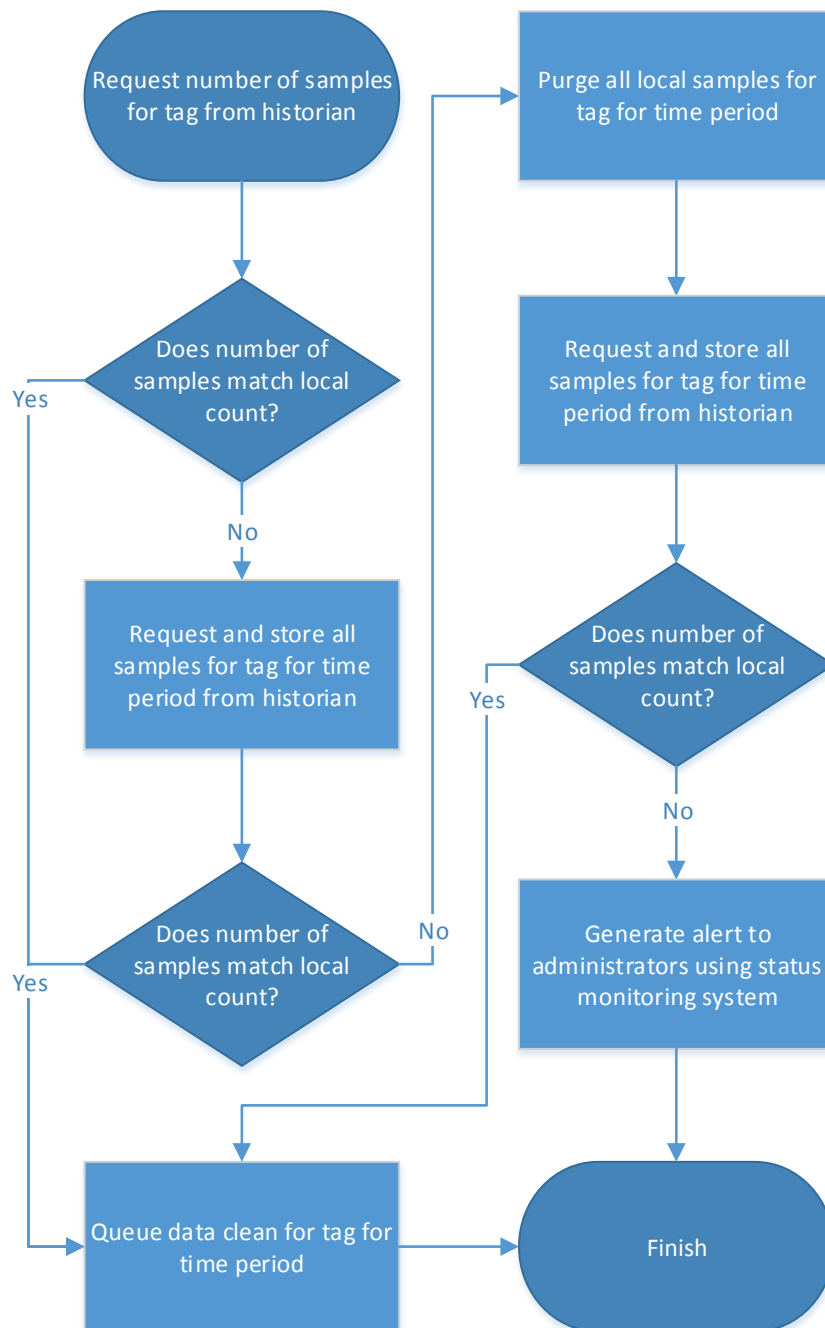 Request number of samples
for tag from historian
Does number of
samples match local
count?
Yes
No
Request and store all
samples for tag for time
period from historian
Does number of
samples match local
count?
Yes
No
Queue data clean for tag for
time period
Purge all local samples for
tag for time period
Request and store all
samples for tag for time
period from historian
Does number of
samples match local
count?
Yes
No
Generate alert to
administrators using status
monitoring system
Finish